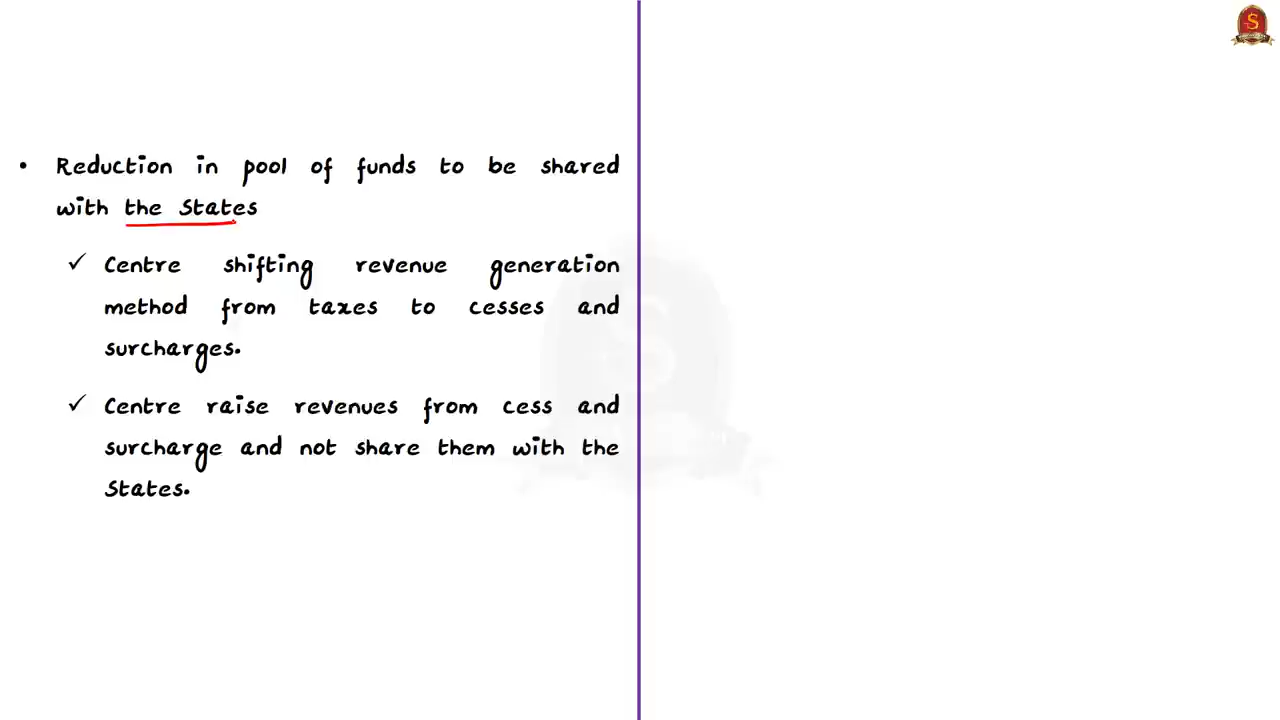 • Reduction in pool of funds to be shared
with the States
✓ Centre shifting revenue generation
method from taxes to cesses and
surcharges.
✓ Centre raise revenues from cess and
surcharge and not share them with the
States.